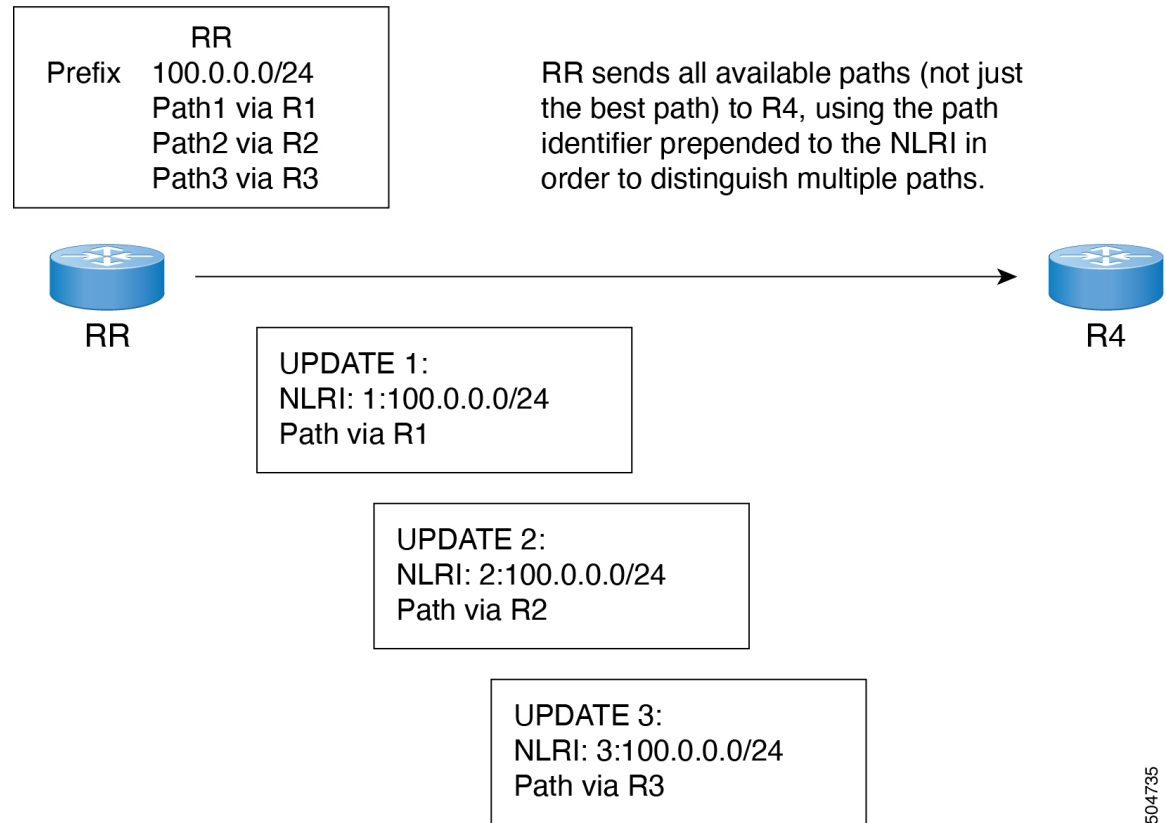 RR
Prefix 100.0.0.0/24
Path1 via R1
Path2 via R2
Path3 via R3
RR sends all available paths (not just
the best path) to R4, using the path
identifier prepended to the NLRI in
order to distinguish multiple paths.
RR
R4
UPDATE 1:
NLRI: 1:100.0.0.0/24
Path via R1
UPDATE 2:
NLRI: 2:100.0.0.0/24
Path via R2
UPDATE 3:
NLRI: 3:100.0.0.0/24
Path via R3
504735